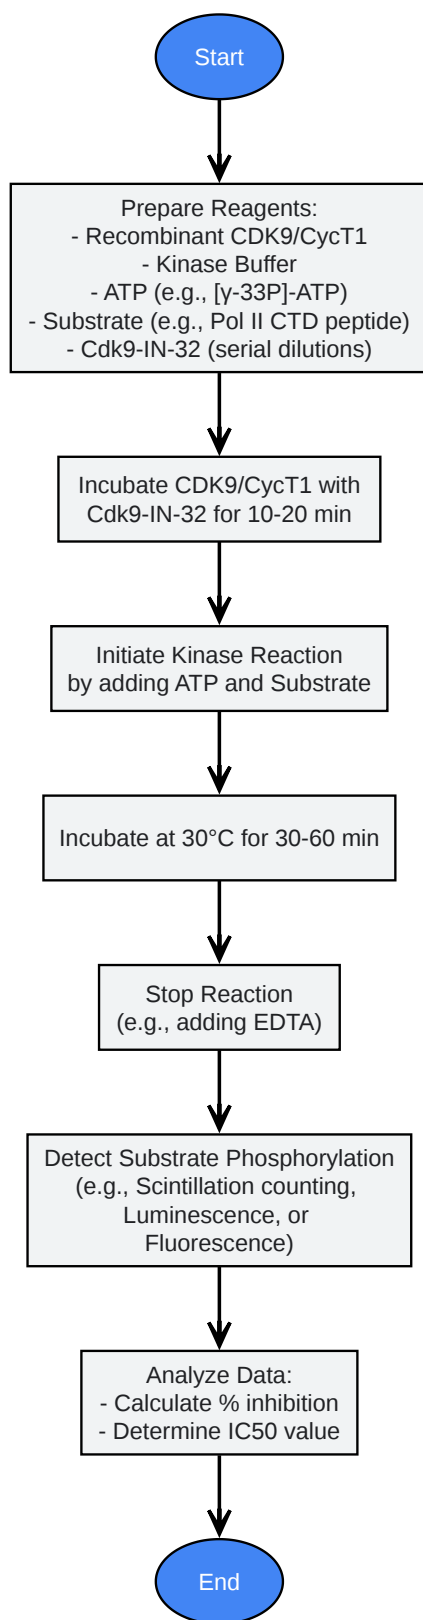 Start
Prepare Reagents:
- Recombinant CDK9/CycT1
- Kinase Buffer
- ATP (e.g., [γ-33P]-ATP)
- Substrate (e.g., Pol II CTD peptide)
- Cdk9-IN-32 (serial dilutions)
Incubate CDK9/CycT1 with
Cdk9-IN-32 for 10-20 min
Initiate Kinase Reaction
by adding ATP and Substrate
Incubate at 30°C for 30-60 min
Stop Reaction
(e.g., adding EDTA)
Detect Substrate Phosphorylation
(e.g., Scintillation counting,
Luminescence, or
Fluorescence)
Analyze Data:
- Calculate % inhibition
- Determine IC50 value
End